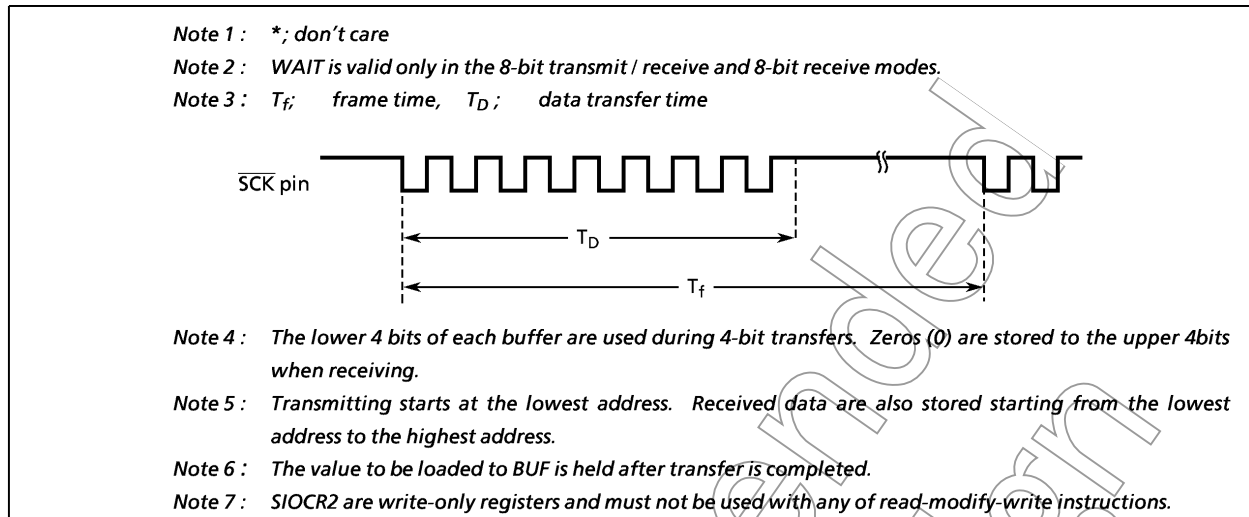 Note 1 : *; don't care
Note 2 : WAIT is valid only in the 8-bit transmit / receive and 8-bit receive modes.
Note 3 : Tf; frame time, TD ; data transfer time
SCK pin
TD
Tf
Note 4 : The lower 4 bits of each buffer are used during 4-bit transfers. Zeros (0) are stored to the upper 4bits
when receiving.
Note 5 : Transmitting starts at the lowest address. Received data are also stored starting from the lowest
address to the highest address.
Note 6 : The value to be loaded to BUF is held after transfer is completed.
Note 7 : SIOCR2 are write-only registers and must not be used with any of read-modify-write instructions.